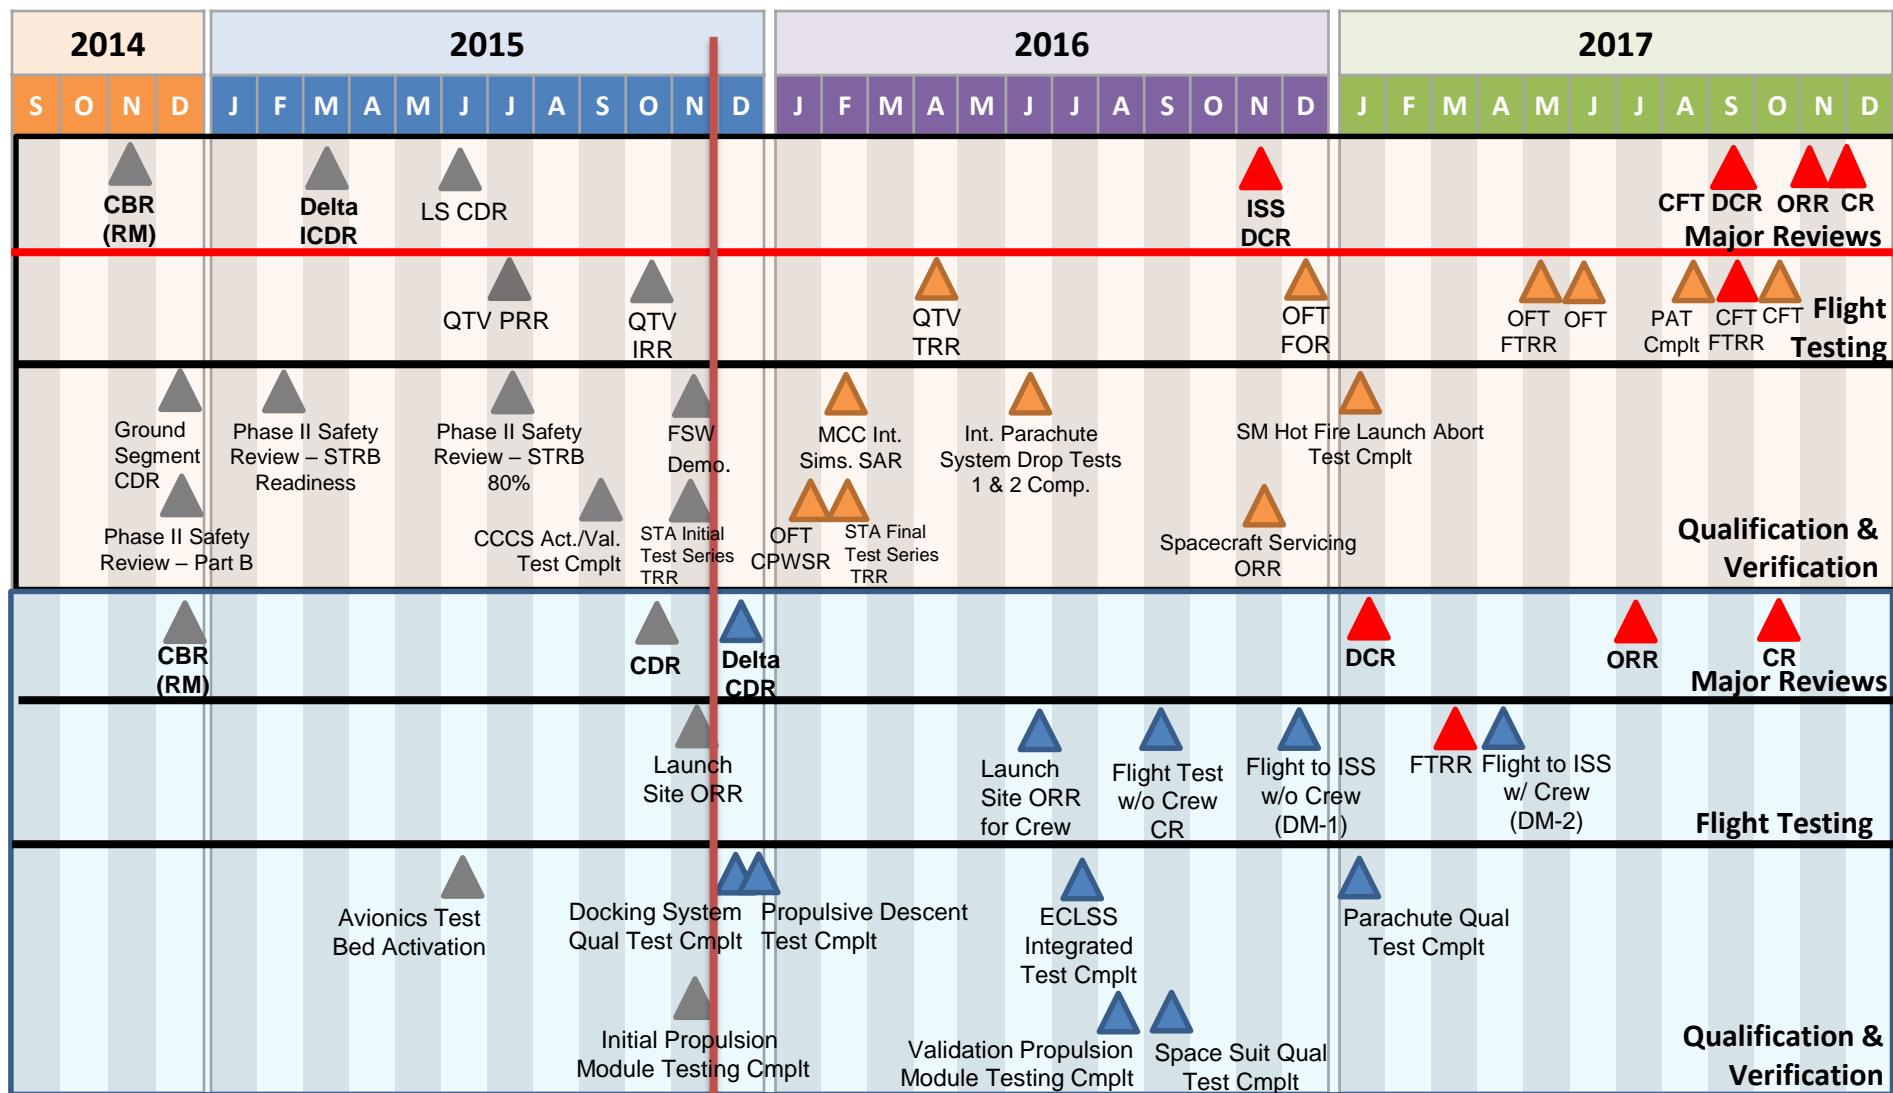 2014
2015
2016
2017
S O N D J F M A M J J A S O N D J F M A M J J A S O N D J F M A M J J A S O N D
CBR
(RM)
Delta
ICDR
LS CDR
ISS
DCR
CFT DCR
ORR
CR
Major Reviews
QTV PRR
QTV
IRR
QTV
TRR
OFT
FOR
OFT
FTRR
OFT
PAT
Cmplt
CFT
FTRR
CFT
Flight
Testing
Ground
Segment
CDR
Phase II Safety
Review – STRB
Readiness
Phase II Safety
Review – STRB
80%
FSW
Demo.
MCC Int.
Sims. SAR
Int. Parachute
System Drop Tests
1 & 2 Comp.
SM Hot Fire Launch Abort
Test Cmplt
Phase II Safety
Review – Part B
CCCS Act./Val.
Test Cmplt
STA Initial
Test Series
TRR
OFT
CPWSR
STA Final
Test Series
TRR
Spacecraft Servicing
ORR
Qualification &
Verification
CBR
(RM)
CDR
Delta
CDR
DCR
ORR
CR
Major Reviews
Launch
Site ORR
Launch
Site ORR
for Crew
Flight Test
w/o Crew
CR
Flight to ISS
w/o Crew
(DM-1)
FTRR
Flight to ISS
w/ Crew
(DM-2)
Flight Testing
Avionics Test
Bed Activation
Docking System
Qual Test Cmplt
Propulsive Descent
Test Cmplt
ECLSS
Integrated
Test Cmplt
Parachute Qual
Test Cmplt
Initial Propulsion
Module Testing Cmplt
Validation Propulsion
Module Testing Cmplt
Space Suit Qual
Test Cmplt
Qualification &
Verification